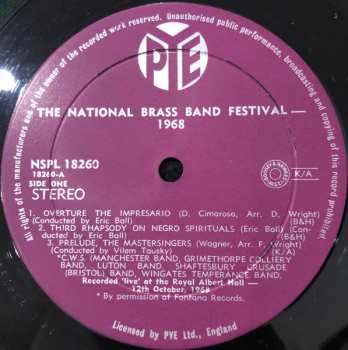 All rights of the manufacturers and of the owner of the recorded work reserved. Unauthorised public performance, broadcasting and copying of this record prohibited
PYE
THE NATIONAL BRASS BAND FESTIVAL —
1968
NSPL 18260
18260-A
SIDE ONE
STEREO
K/A
1. OVERTURE THE IMPRESARIO (D. Cimarosa, Arr. D. Wright)
(Conducted by Eric Ball) (B&H)
2. THIRD RHAPSODY ON NEGRO SPIRITUALS (Eric Ball) (Con-
ducted by Eric Ball) (B&H)
3. PRELUDE, THE MASTERSINGERS (Wagner, Arr. F. Wright)
(Conducted by Vilem Tausky) (K/A)
*C.W.S. (MANCHESTER BAND, GRIMETHORPE COLLIERY
BAND, LUTON BAND SHAFTESBURY CRUSADE
(BRISTOL) BAND, WINGATES TEMPERANCE BAND.
Recorded 'live' at the Royal Albert Hall —
12th October, 1968
* By permission of Fontana Records.
Licensed by PYE Ltd., England